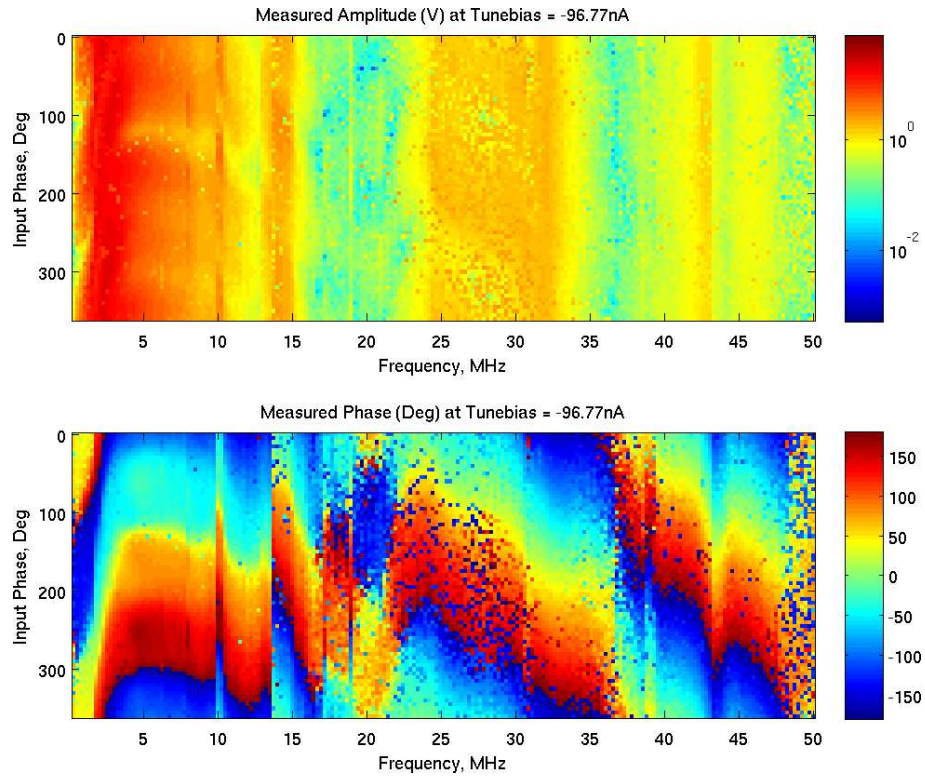 Measured Amplitude (V) at Tunebias = -96.77nA
Input Phase, Deg
0
100
200
300
5 10 15 20 25 30 35 40 45 50
Frequency, MHz
10^0
10^-2
Measured Phase (Deg) at Tunebias = -96.77nA
Input Phase, Deg
0
100
200
300
5 10 15 20 25 30 35 40 45 50
Frequency, MHz
150
100
50
0
-50
-100
-150